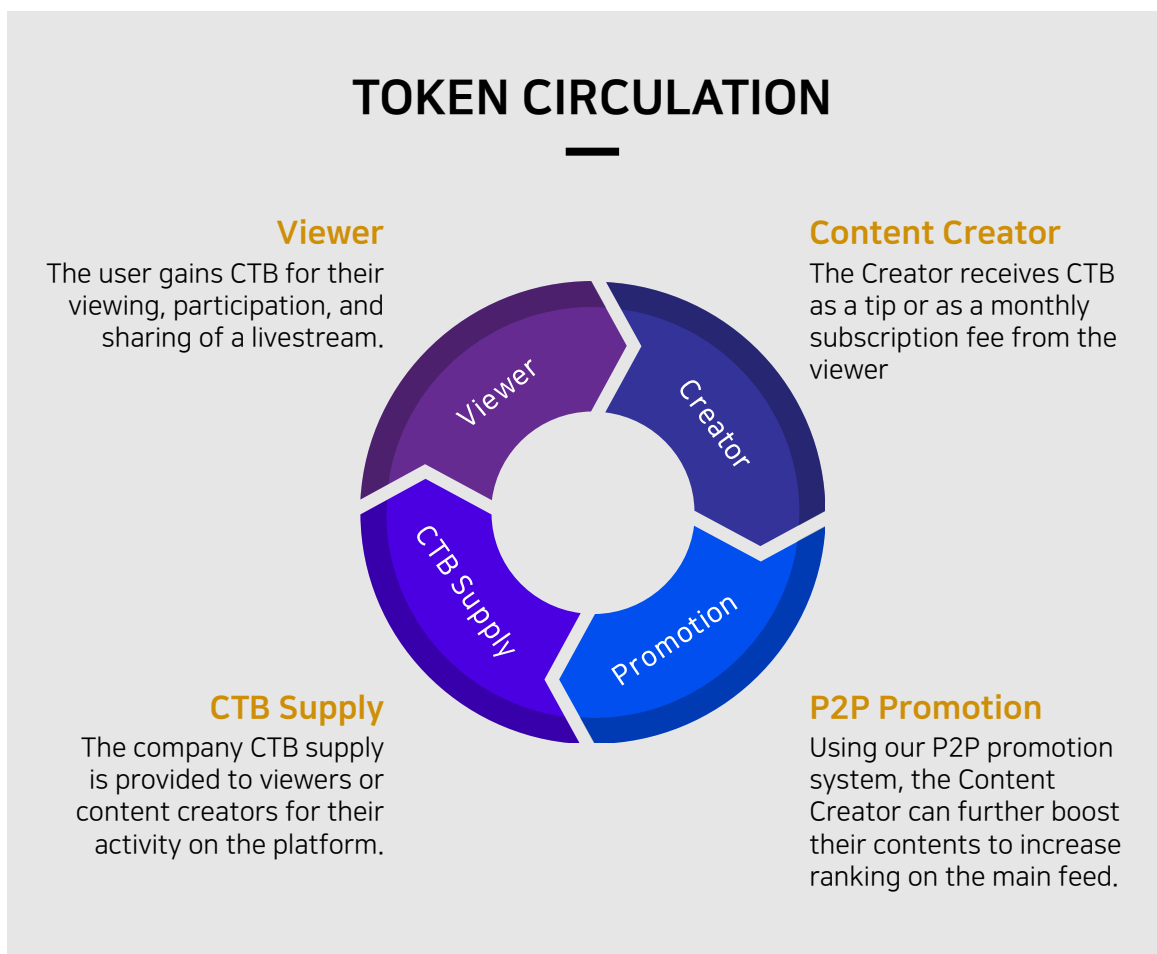 TOKEN CIRCULATION
Viewer
The user gains CTB for their
viewing, participation, and
sharing of a livestream.
Content Creator
The Creator receives CTB
as a tip or as a monthly
subscription fee from the
viewer
Viewer
Creator
CTB Supply
Promotion
CTB Supply
The company CTB supply
is provided to viewers or
content creators for their
activity on the platform.
P2P Promotion
Using our P2P promotion
system, the Content
Creator can further boost
their contents to increase
ranking on the main feed.